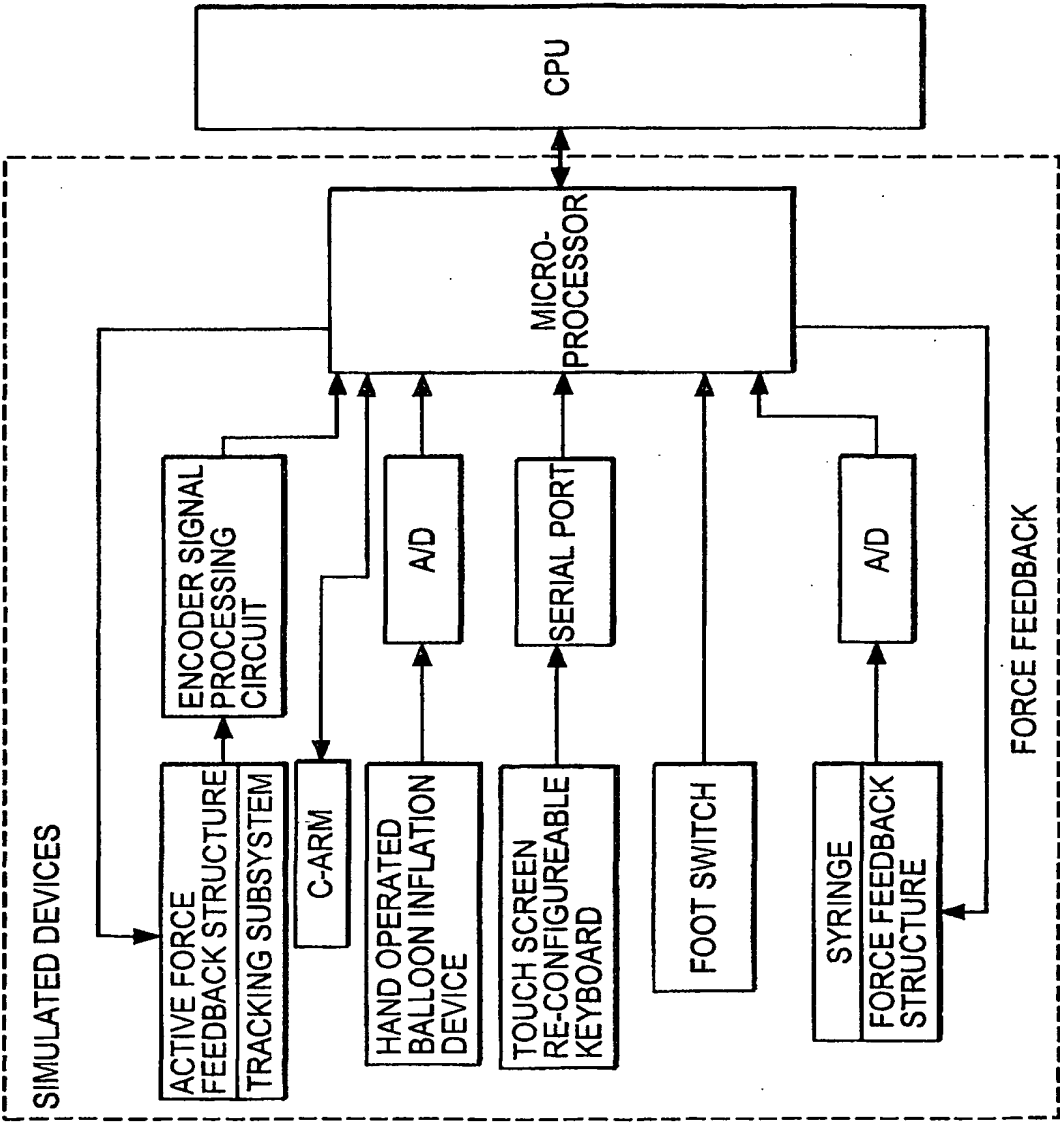 SIMULATED DEVICES
ACTIVE FORCE
FEEDBACK STRUCTURE
TRACKING SUBSYSTEM
ENCODER SIGNAL
PROCESSING
CIRCUIT
C-ARM
HAND OPERATED
BALLOON INFLATION
DEVICE
A/D
TOUCH SCREEN
RE-CONFIGUREABLE
KEYBOARD
SERIAL PORT
FOOT SWITCH
SYRINGE
FORCE FEEDBACK
STRUCTURE
A/D
FORCE FEEDBACK
MICRO-
PROCESSOR
CPU